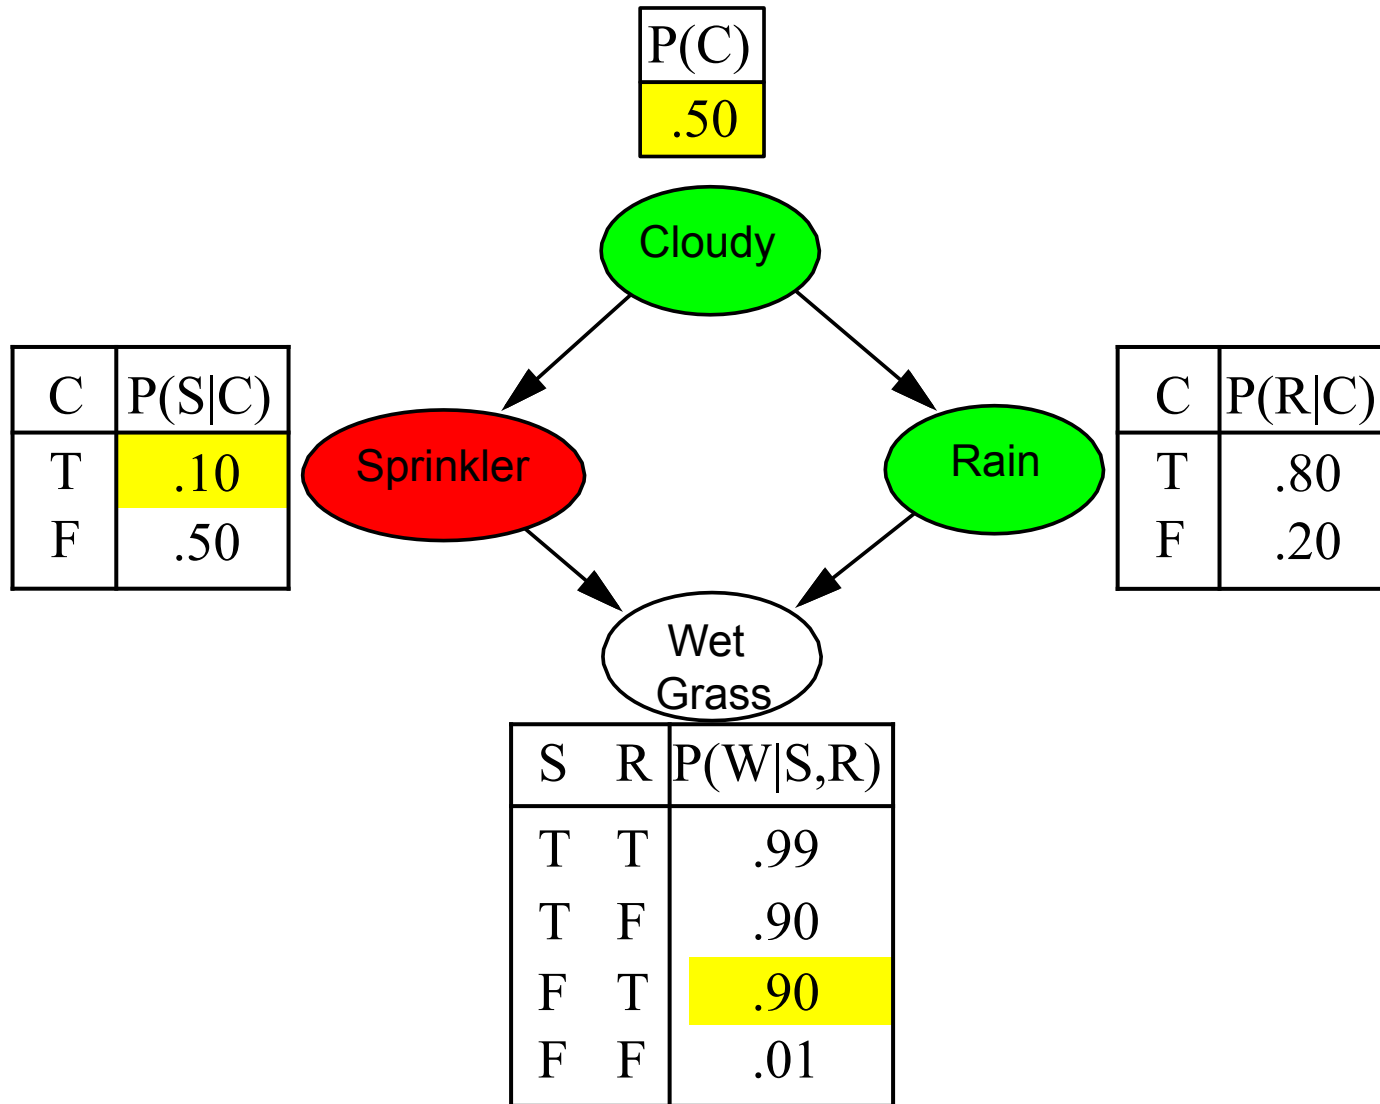 P(C)
.50
Cloudy
C P(S|C)
T .10
F .50
Sprinkler
Rain
C P(R|C)
T .80
F .20
Wet
Grass
S R P(W|S,R)
T T .99
T F .90
F T .90
F F .01